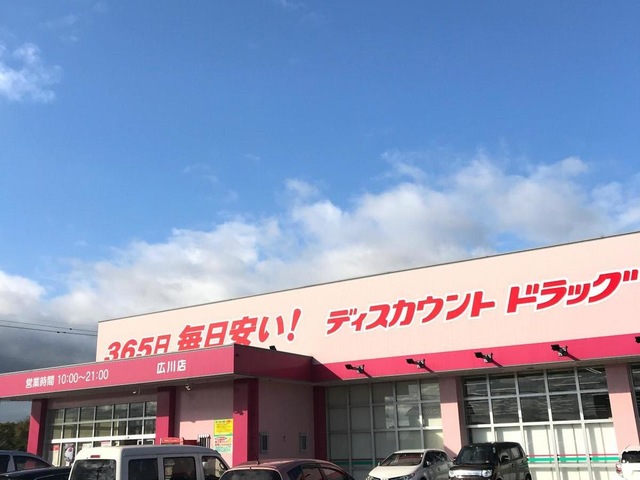 365日 毎日安い! ディスカウント ドラッグ
営業時間 10:00〜21:00 広川店